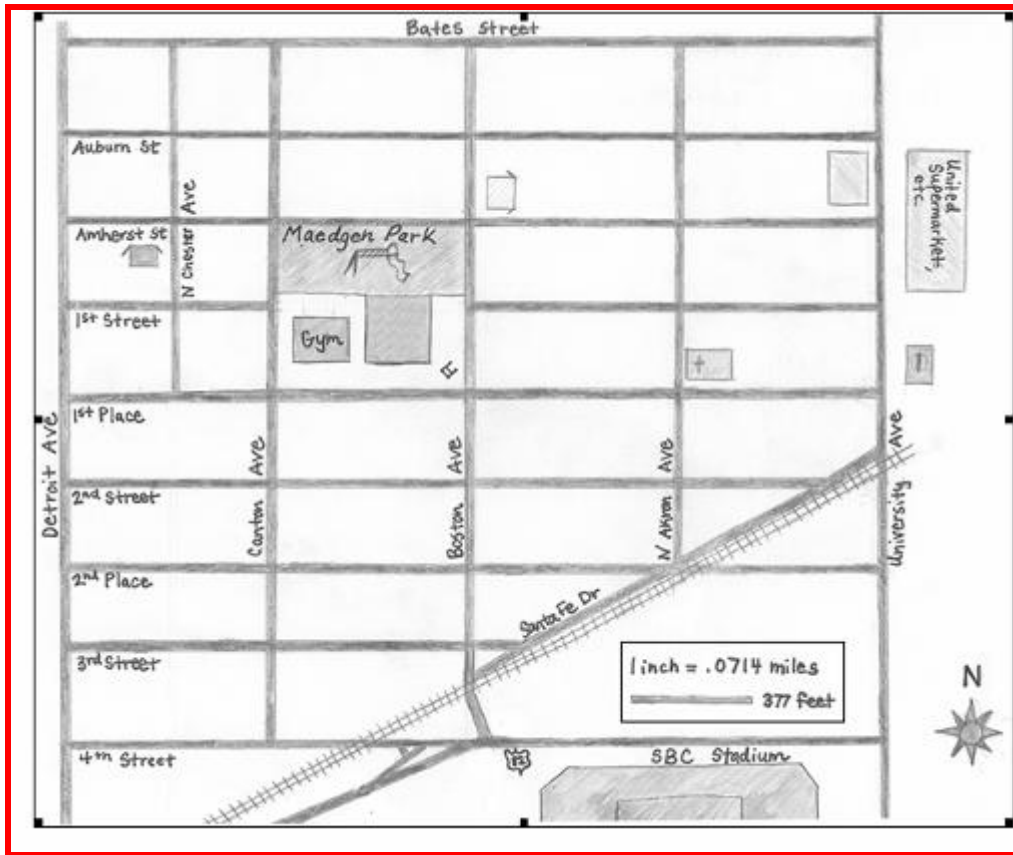 Bates Street
Auburn St
N Chester Ave
United
Supermarket,
etc.
Amherst St
Maedgen Park
1st Street
Gym
1st Place
Detroit Ave
Canton Ave
Boston Ave
N Akron Ave
University Ave
2nd Street
2nd Place
Santa Fe Dr
3rd Street
1 inch = .0714 miles
377 feet
N
4th Street
82
SBC Stadium